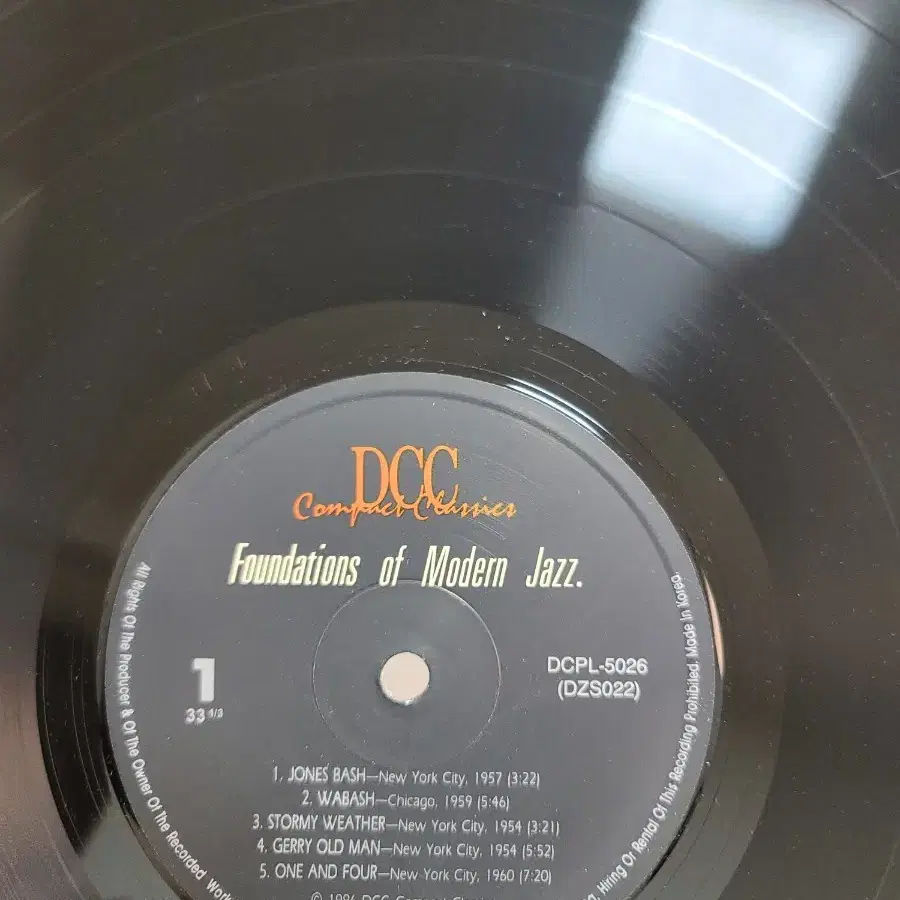 DCC
Compact Classics
Foundations of Modern Jazz.
1
33 1/3
DCPL-5026
(DZS022)
1. JONES BASH—New York City, 1957 (3:22)
2. WABASH—Chicago, 1959 (5:46)
3. STORMY WEATHER—New York City, 1954 (3:21)
4. GERRY OLD MAN—New York City, 1954 (5:52)
5. ONE AND FOUR—New York City, 1960 (7:20)
DCC Compact
All Rights Of The Producer & Of The Owner Of The Recorded Work
Hiring Or Rental Of This Recording Prohibited. Made In Korea.